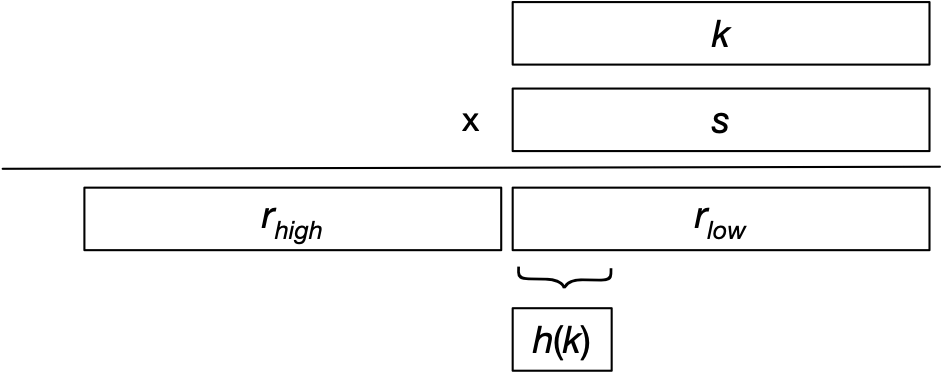 k
x s
r_high r_low
h(k)